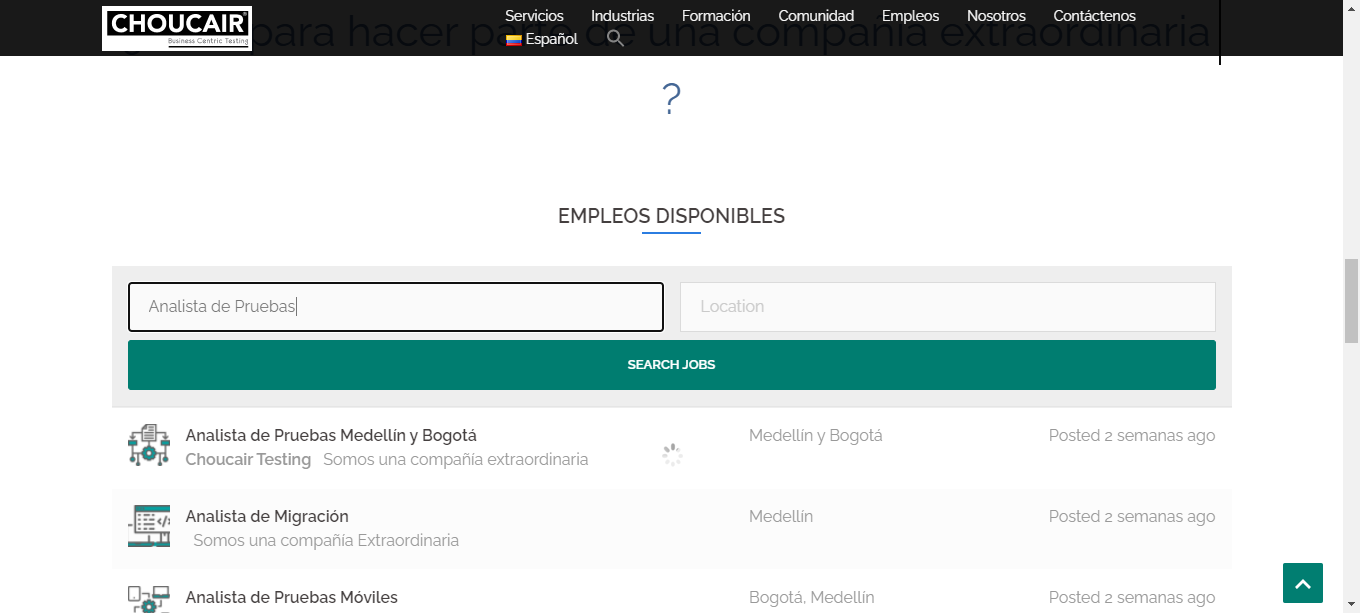 CHOUCAIR
Business Centric Testing
Servicios Industrias Formación Comunidad Empleos Nosotros Contáctenos
Español
para hacer parte de una compañía extraordinaria
?
EMPLEOS DISPONIBLES
Analista de Pruebas
Location
SEARCH JOBS
Analista de Pruebas Medellín y Bogotá
Choucair Testing Somos una compañía extraordinaria
Medellín y Bogotá
Posted 2 semanas ago
Analista de Migración
Somos una compañía Extraordinaria
Medellín
Posted 2 semanas ago
Analista de Pruebas Móviles
Bogotá, Medellín
Posted 2 semanas ago